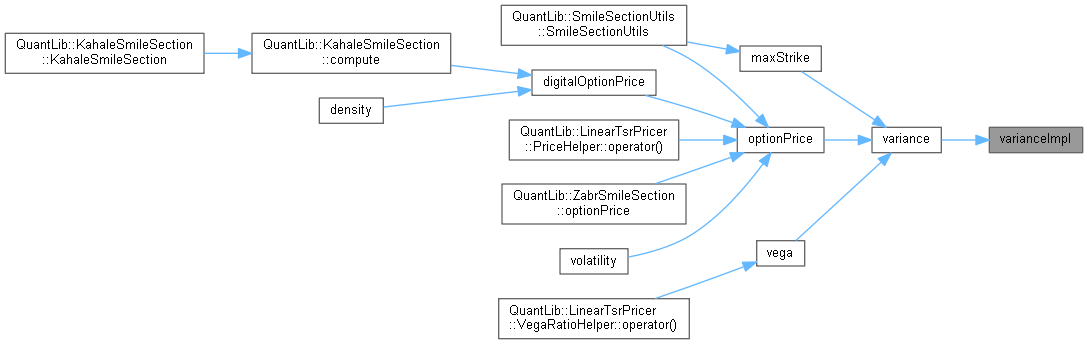 QuantLib::KahaleSmileSection
::KahaleSmileSection
QuantLib::KahaleSmileSection
::compute
density
QuantLib::SmileSectionUtils
::SmileSectionUtils
digitalOptionPrice
QuantLib::LinearTsrPricer
::PriceHelper::operator()
QuantLib::ZabrSmileSection
::optionPrice
volatility
QuantLib::LinearTsrPricer
::VegaRatioHelper::operator()
maxStrike
optionPrice
vega
variance
varianceImpl